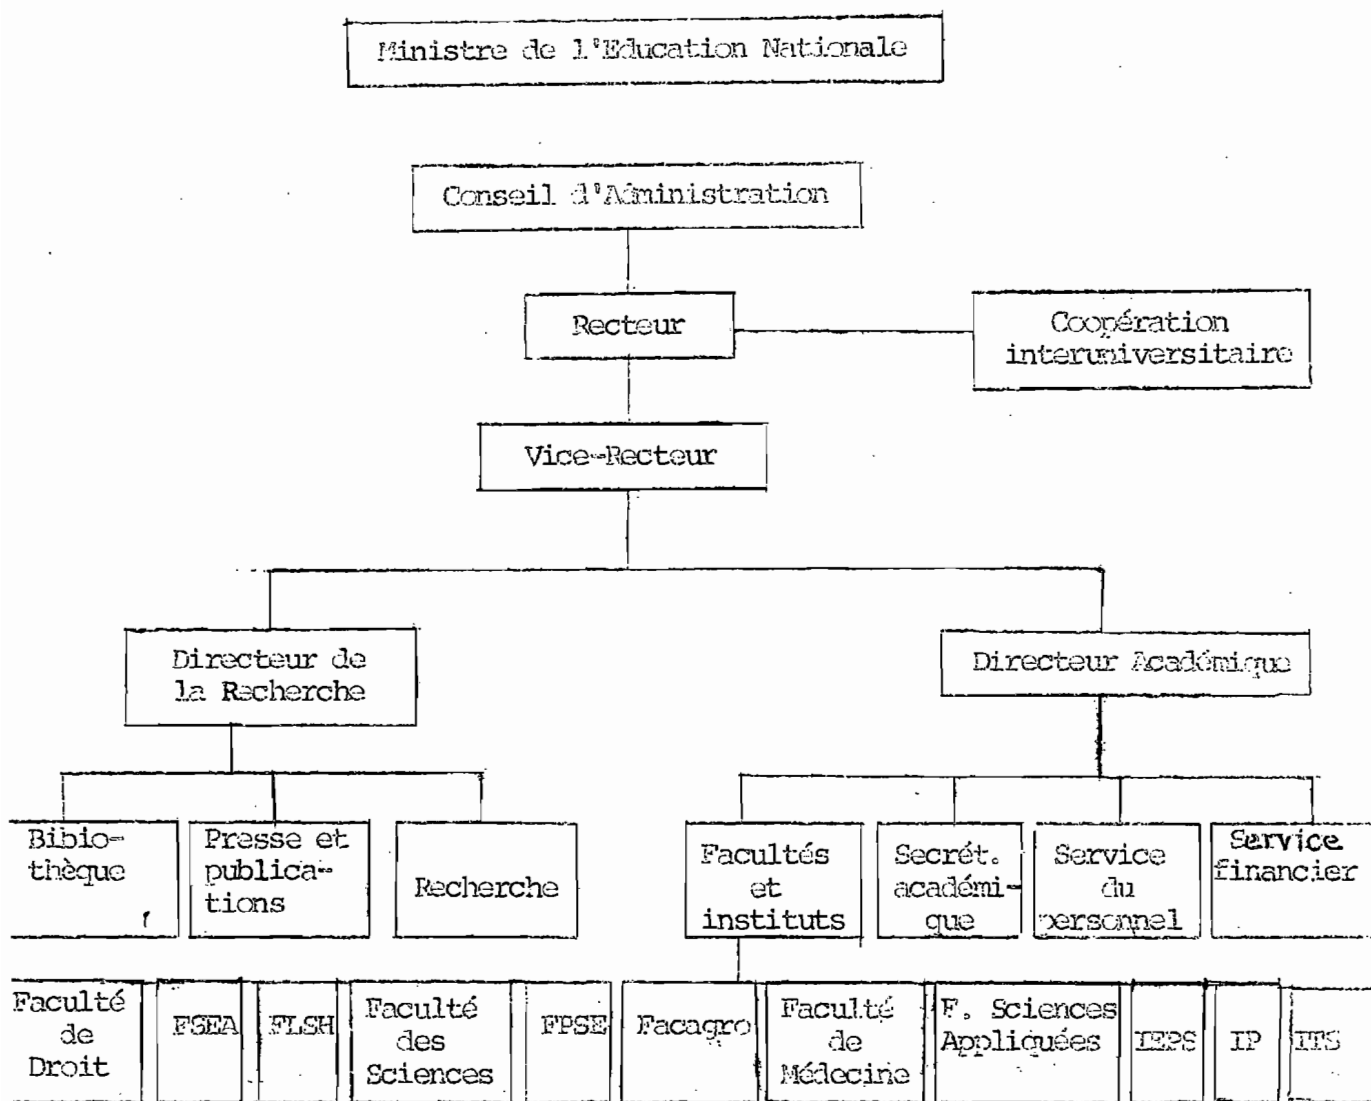 Ministre de l'Education Nationale
Conseil d'Administration
Recteur
Coopération
interuniversitaire
Vice-Recteur
Directeur de
la Recherche
Directeur Académique
Bibio-
thèque
Presse et
publica-
tions
Recherche
Facultés
et
instituts
Secrét.
académi-
que
Service
du
personnel
Service
financier
Faculté
de
Droit
FSEA
FLSH
Faculté
des
Sciences
FPSE
Facagro
Faculté
de
Médecine
F. Sciences
Appliquées
IEPS
IP
ITS